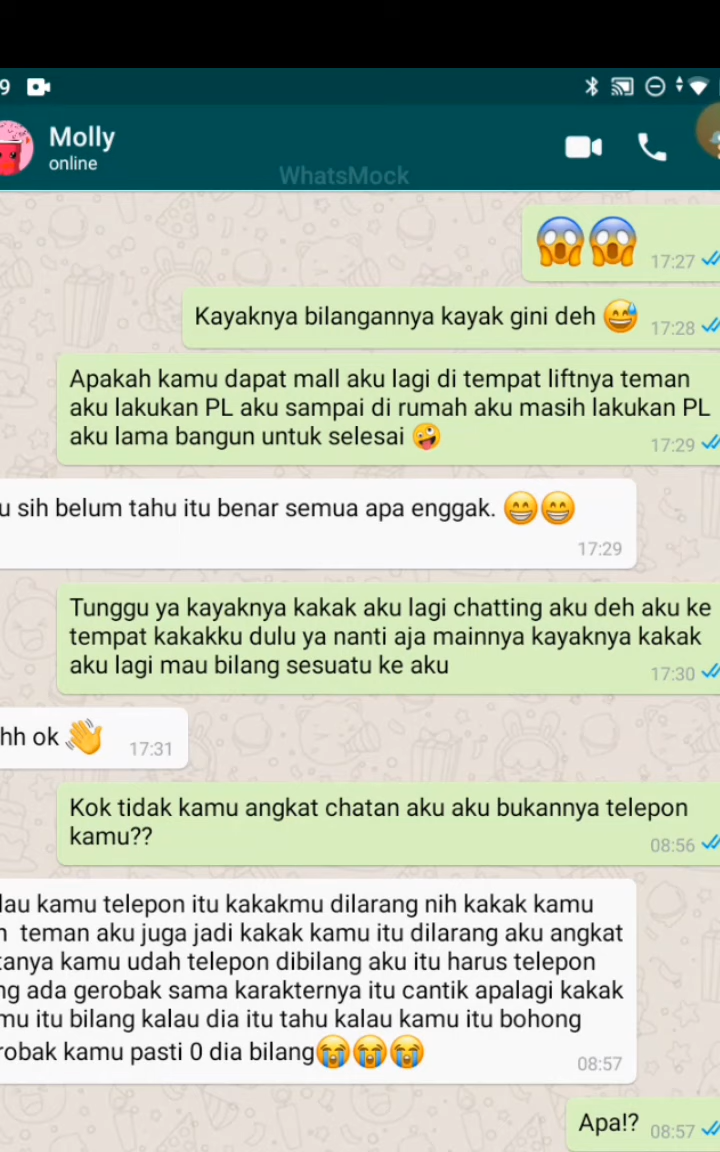 9
Molly
online
WhatsMock
😱😱 17:27
Kayaknya bilangannya kayak gini deh 😅 17:28
Apakah kamu dapat mall aku lagi di tempat liftnya teman
aku lakukan PL aku sampai di rumah aku masih lakukan PL
aku lama bangun untuk selesai 🤪 17:29
u sih belum tahu itu benar semua apa enggak. 😁😁
17:29
Tunggu ya kayaknya kakak aku lagi chatting aku deh aku ke
tempat kakakku dulu ya nanti aja mainnya kayaknya kakak
aku lagi mau bilang sesuatu ke aku 17:30
hh ok 👋 17:31
Kok tidak kamu angkat chatan aku aku bukannya telepon
kamu?? 08:56
lau kamu telepon itu kakakmu dilarang nih kakak kamu
teman aku juga jadi kakak kamu itu dilarang aku angkat
tanya kamu udah telepon dibilang aku itu harus telepon
ng ada gerobak sama karakternya itu cantik apalagi kakak
mu itu bilang kalau dia itu tahu kalau kamu itu bohong
robak kamu pasti 0 dia bilang😭😭😭
08:57
Apa!? 08:57